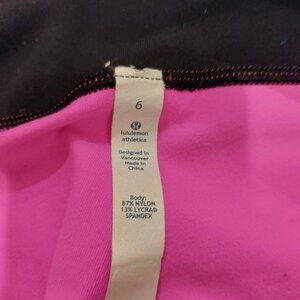 6
lululemon
athletica
Designed in
Vancouver
Made in
China
Body:
87% NYLON
13% LYCRA®
SPANDEX